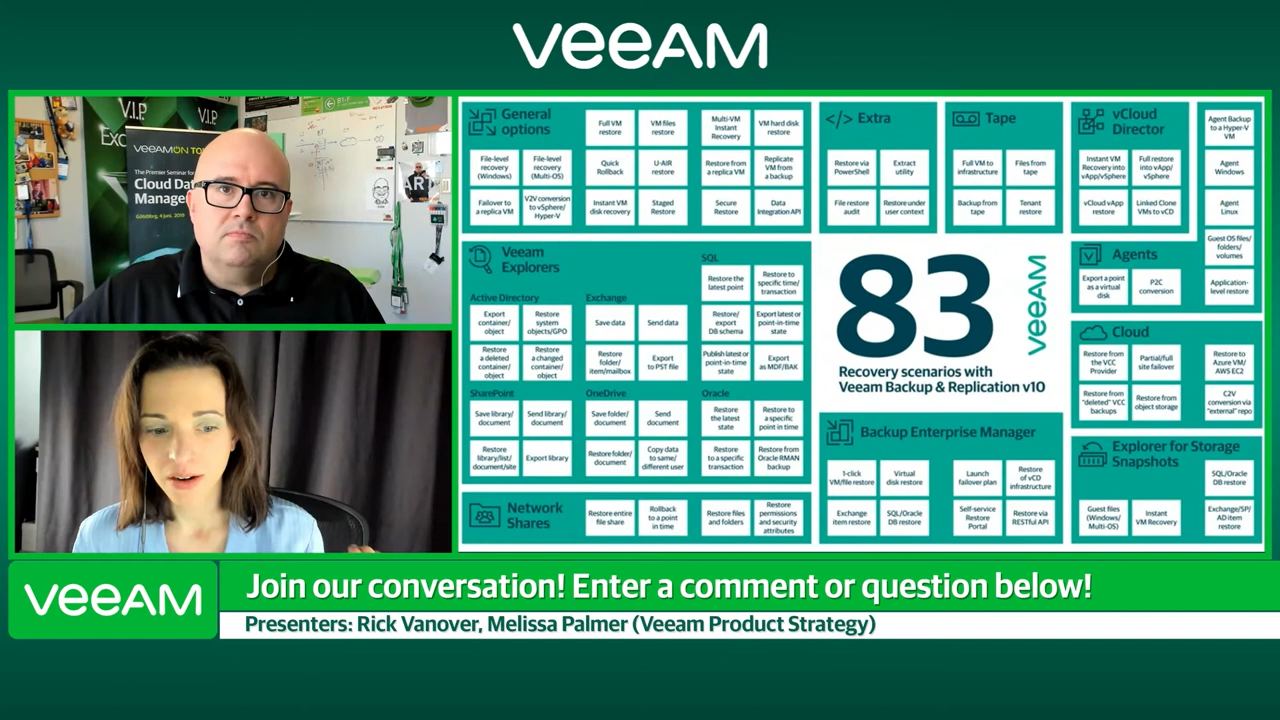 veeAM
V.I.P.
V.I.P.
Exc
veeAMON TO
The Premier Seminar for
Cloud Dat
Manage
Göteborg, 4 juni, 2019
AR
General
options
Full VM
restore
VM files
restore
Multi-VM
Instant
Recovery
VM hard disk
restore
File-level
recovery
(Windows)
File-level
recovery
(Multi-OS)
Quick
Rollback
U-AIR
restore
Restore from
a replica VM
Replicate
VM from
a backup
Failover to
a replica VM
V2V conversion
to vSphere/
Hyper-V
Instant VM
disk recovery
Staged
Restore
Secure
Restore
Data
Integration API
</> Extra
Restore via
PowerShell
Extract
utility
File restore
audit
Restore under
user context
Tape
Full VM to
infrastructure
Files from
tape
Backup from
tape
Tenant
restore
vCloud
Director
Instant VM
Recovery into
vApp/vSphere
Full restore
into vApp/
vSphere
vCloud vApp
restore
Linked Clone
VMs to vCD
Agent Backup
to a Hyper-V
VM
Agent
Windows
Agent
Linux
Guest OS files/
folders/
volumes
Application-
level restore
Agents
Export a point
as a virtual
disk
P2C
conversion
Veeam
Explorers
Active Directory
Export
container/
object
Restore
system
objects/GPO
Restore
a deleted
container/
object
Restore
a changed
container/
object
Exchange
Save data
Send data
Restore
folder/
item/mailbox
Export
to PST file
SQL
Restore the
latest point
Restore to
specific time/
transaction
Restore/
export
DB schema
Export latest or
point-in-time
state
Publish latest or
point-in-time
state
Export
as MDF/BAK
SharePoint
Save library/
document
Send library/
document
Restore
library/list/
document/site
Export library
OneDrive
Save folder/
document
Send
document
Restore folder/
document
Copy data
to same/
different user
Oracle
Restore
the latest
state
Restore to
a specific
point in time
Restore
to a specific
transaction
Restore from
Oracle RMAN
backup
83
veeAM
Recovery scenarios with
Veeam Backup & Replication v10
Cloud
Restore from
the VCC
Provider
Partial/full
site failover
Restore to
Azure VM/
AWS EC2
Restore from
"deleted" VCC
backups
Restore from
object storage
C2V
conversion via
"external" repo
Network
Shares
Restore entire
file share
Rollback
to a point
in time
Restore files
and folders
Restore
permissions
and security
attributes
Backup Enterprise Manager
1-click
VM/file restore
Virtual
disk restore
Launch
failover plan
Restore
of vCD
infrastructure
Exchange
item restore
SQL/Oracle
DB restore
Self-service
Restore
Portal
Restore via
RESTful API
Explorer for Storage
Snapshots
SQL/Oracle
DB restore
Guest files
(Windows/
Multi-OS)
Instant
VM Recovery
Exchange/SP/
AD item
restore
veeAM
Join our conversation! Enter a comment or question below!
Presenters: Rick Vanover, Melissa Palmer (Veeam Product Strategy)